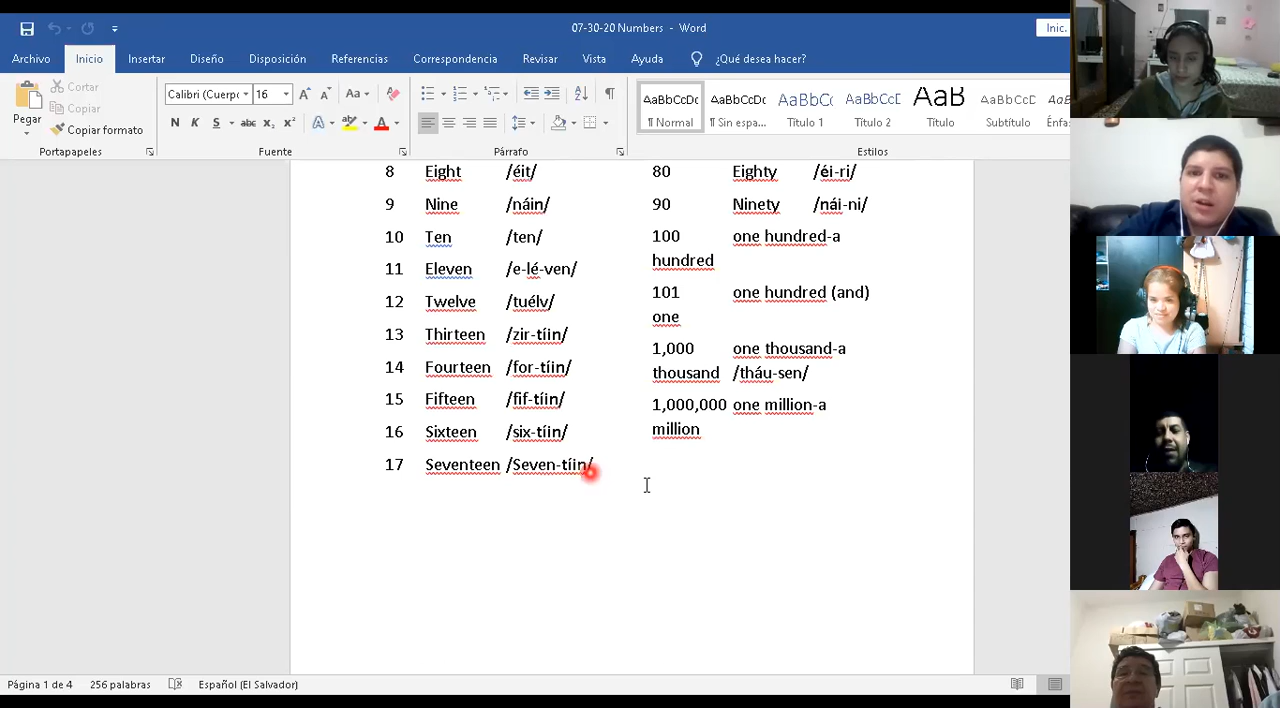 07-30-20 Numbers - Word
Inic.
Archivo Inicio Insertar Diseño Disposición Referencias Correspondencia Revisar Vista Ayuda ¿Qué desea hacer?
Cortar
Copiar
Copiar formato
Pegar
Portapapeles
Calibri (Cuerp 16
N K S abc x₂ x²
Fuente
Párrafo
AaBbCcDc AaBbCcDc AaBbCc AaBbCcD AaB AaBbCcD
¶ Normal ¶ Sin espa... Título 1 Título 2 Título Subtítulo Énfa
Estilos
8 Eight /éit/
9 Nine /náin/
10 Ten /ten/
11 Eleven /e-lé-ven/
12 Twelve /tuélv/
13 Thirteen /zir-tíin/
14 Fourteen /for-tíin/
15 Fifteen /fif-tíin/
16 Sixteen /six-tíin/
17 Seventeen /Seven-tíin/
80 Eighty /éi-ri/
90 Ninety /nái-ni/
100 one hundred-a
hundred
101 one hundred (and)
one
1,000 one thousand-a
thousand /tháu-sen/
1,000,000 one million-a
million
Página 1 de 4 256 palabras Español (El Salvador)